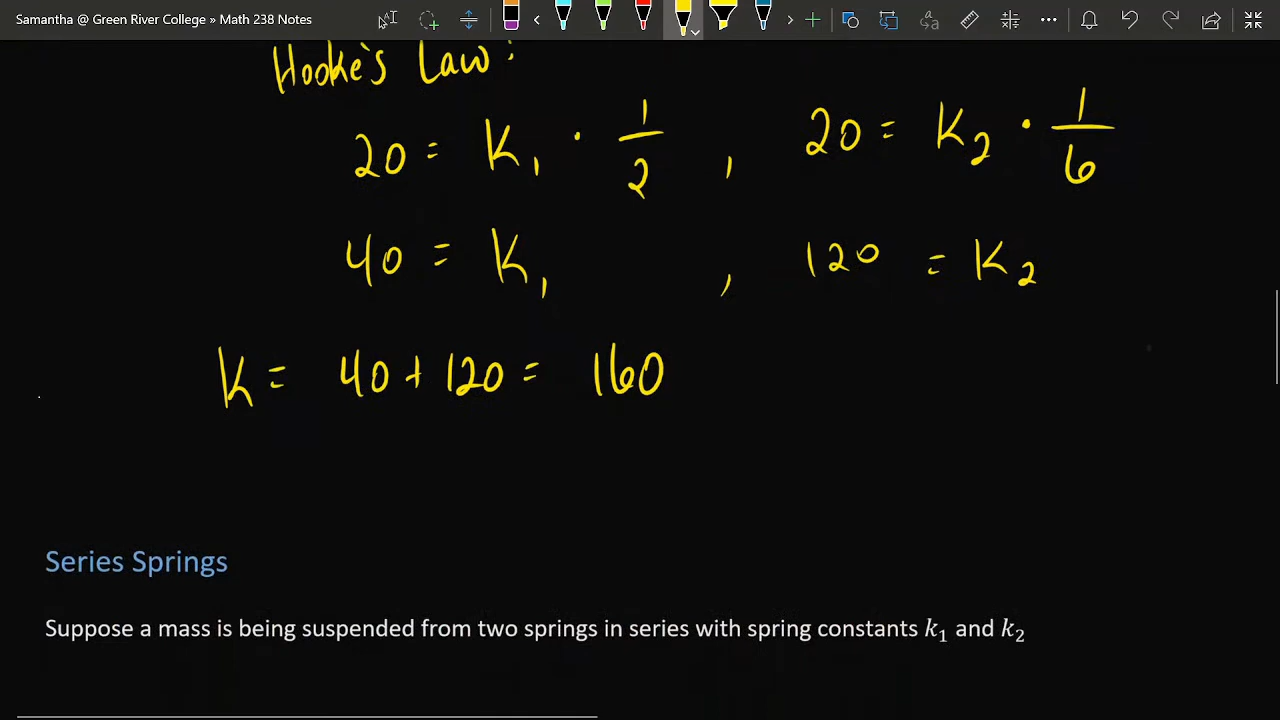 Samantha @ Green River College » Math 238 Notes
Hooke's Law:
20 = K₁ · 1/2 , 20 = K₂ · 1/6
40 = K₁ , 120 = K₂
K = 40 + 120 = 160
Series Springs
Suppose a mass is being suspended from two springs in series with spring constants k₁ and k₂